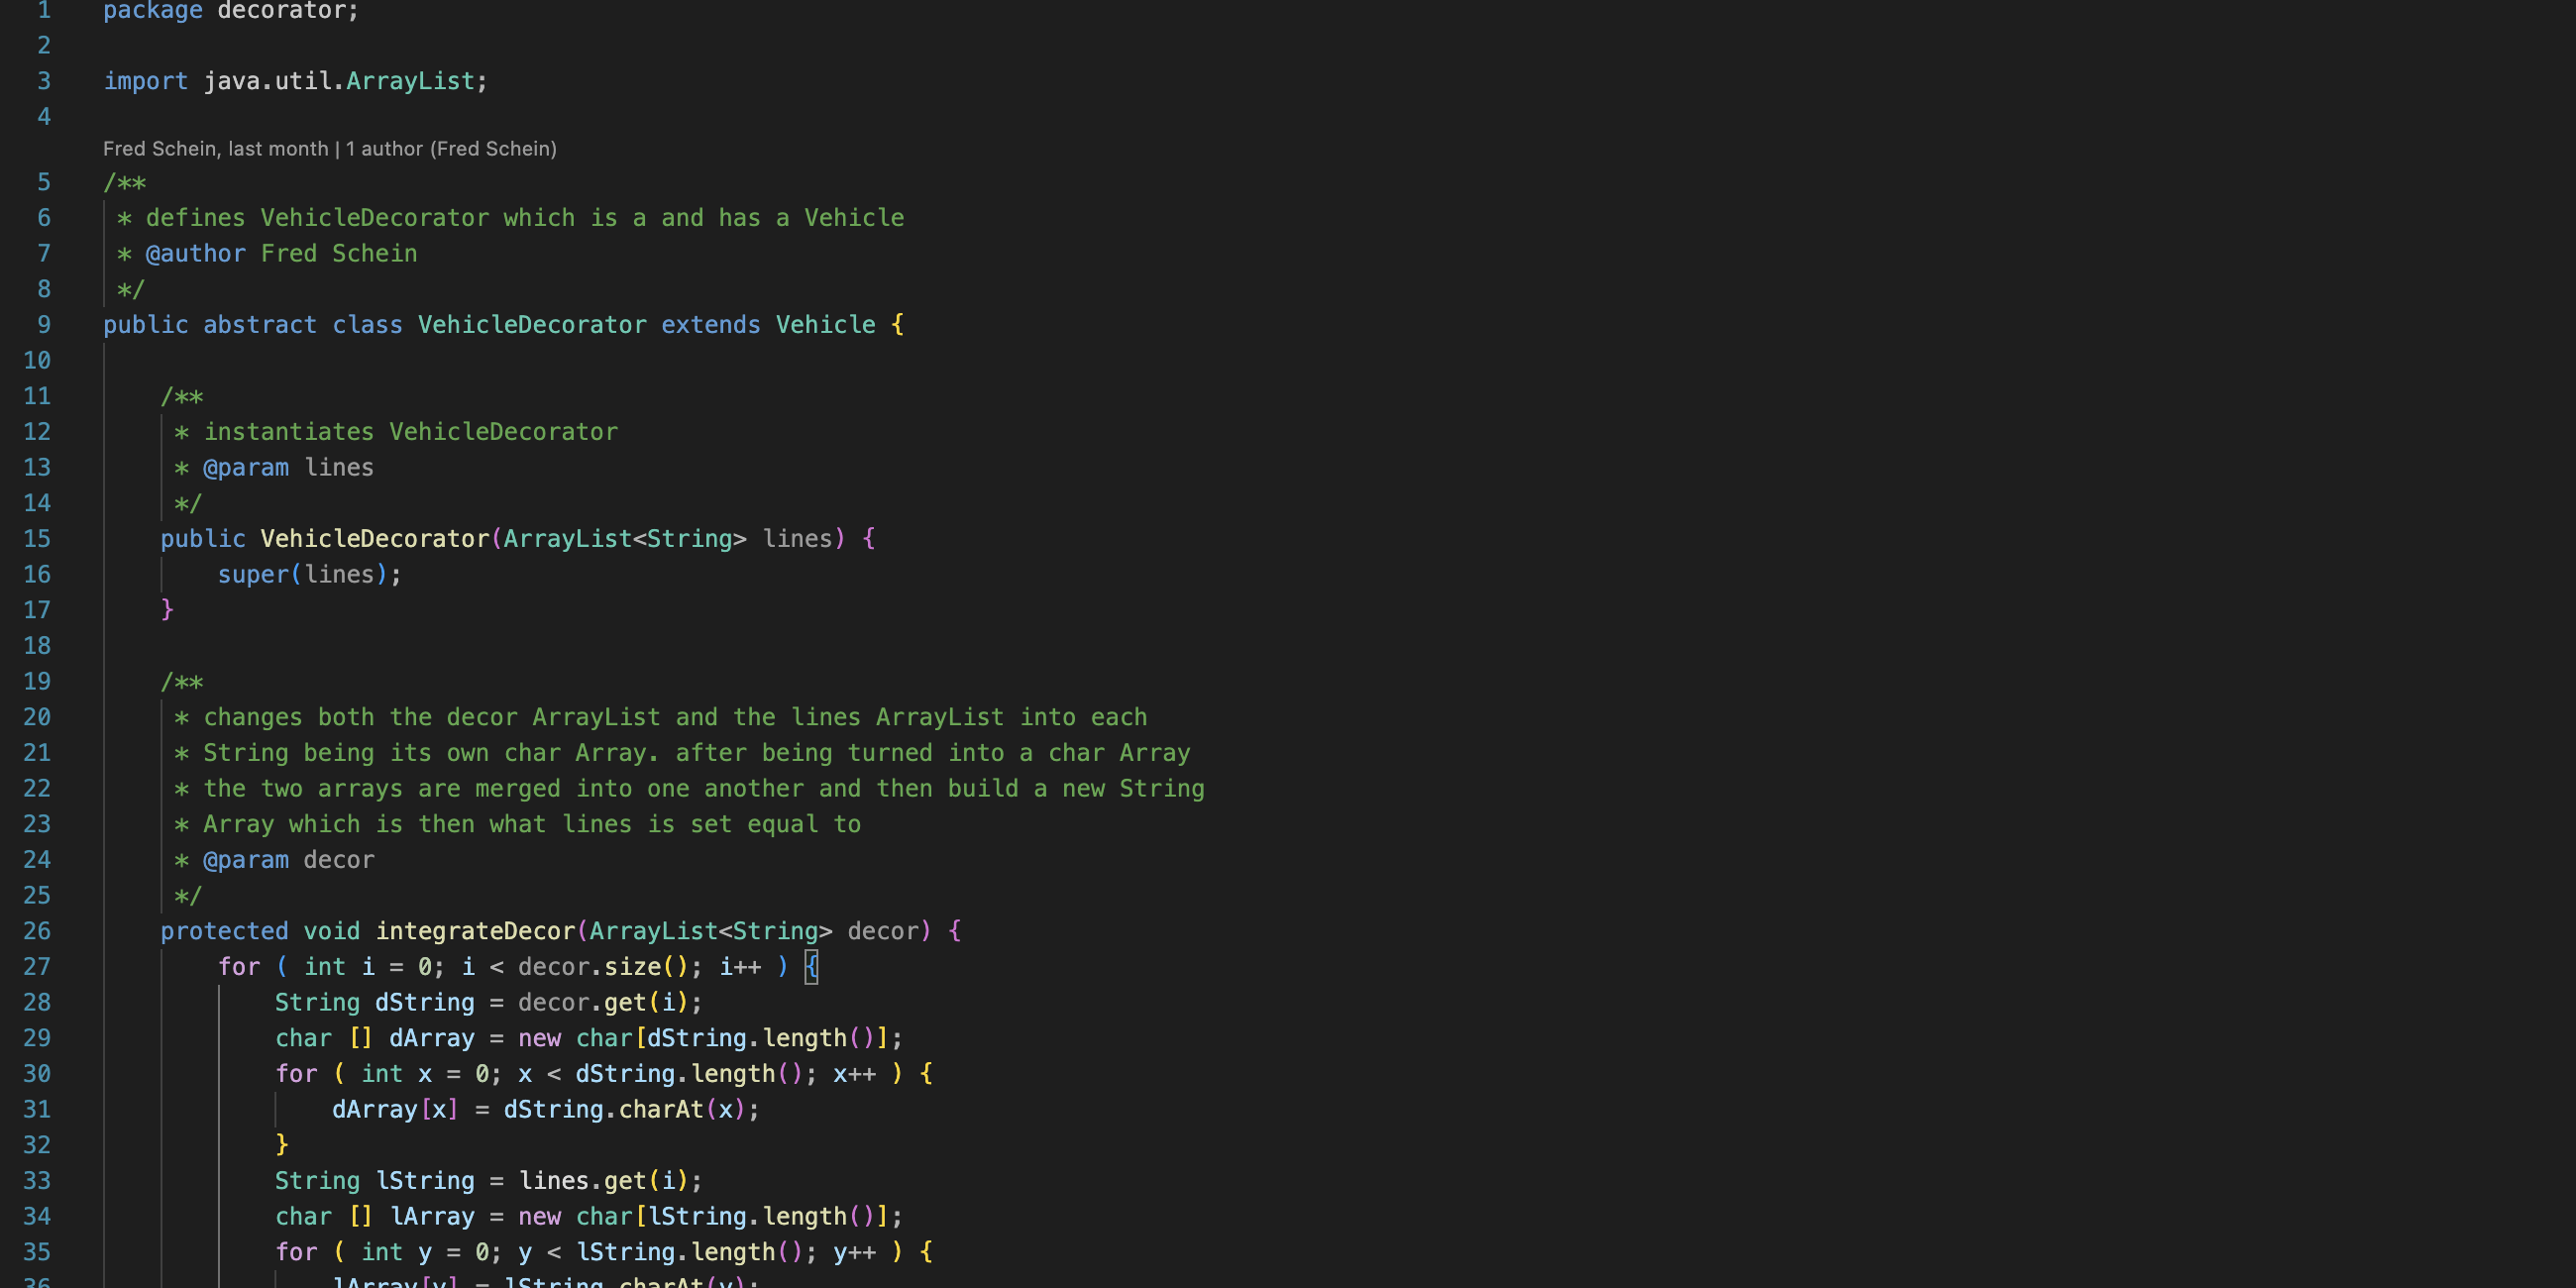 1 package decorator;
2
3 import java.util.ArrayList;
4
Fred Schein, last month | 1 author (Fred Schein)
5 /**
6  * defines VehicleDecorator which is a and has a Vehicle
7  * @author Fred Schein
8  */
9 public abstract class VehicleDecorator extends Vehicle {
10
11     /**
12      * instantiates VehicleDecorator
13      * @param lines
14      */
15     public VehicleDecorator(ArrayList<String> lines) {
16         super(lines);
17     }
18
19     /**
20      * changes both the decor ArrayList and the lines ArrayList into each
21      * String being its own char Array. after being turned into a char Array
22      * the two arrays are merged into one another and then build a new String
23      * Array which is then what lines is set equal to
24      * @param decor
25      */
26     protected void integrateDecor(ArrayList<String> decor) {
27         for ( int i = 0; i < decor.size(); i++ ) {
28             String dString = decor.get(i);
29             char [] dArray = new char[dString.length()];
30             for ( int x = 0; x < dString.length(); x++ ) {
31                 dArray[x] = dString.charAt(x);
32             }
33             String lString = lines.get(i);
34             char [] lArray = new char[lString.length()];
35             for ( int y = 0; y < lString.length(); y++ ) {
36                 lArray[y] = lString.charAt(y);